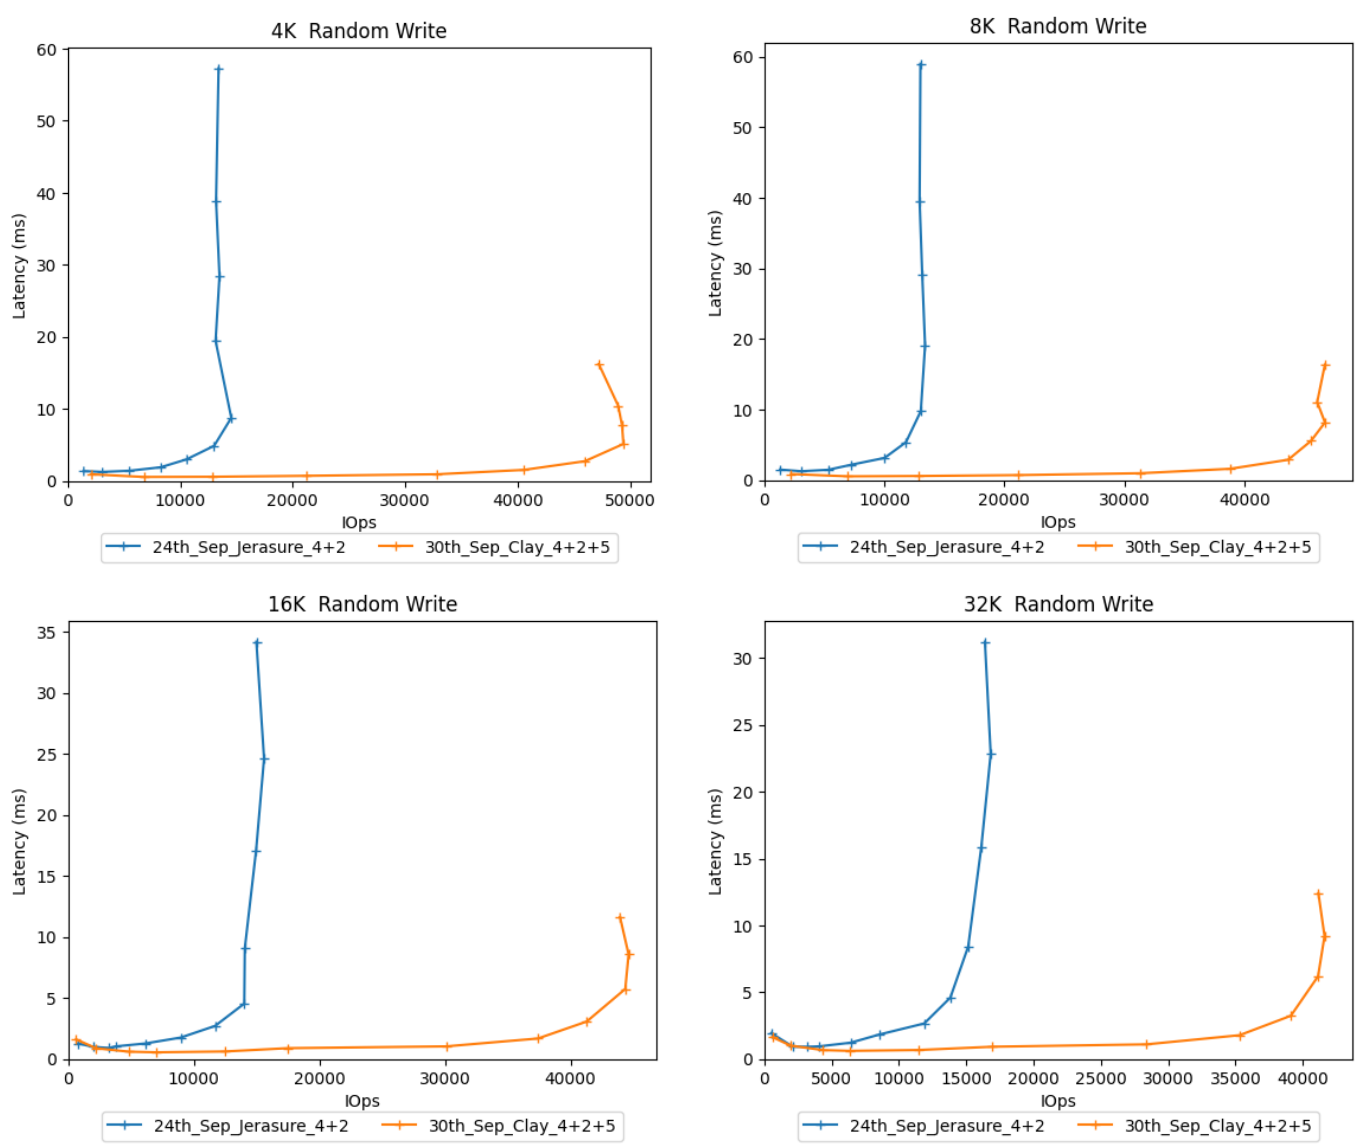 4K  Random Write
60
50
40
30
20
10
0
Latency (ms)
0 10000 20000 30000 40000 50000
IOps
24th_Sep_Jerasure_4+2 30th_Sep_Clay_4+2+5
8K  Random Write
60
50
40
30
20
10
0
Latency (ms)
0 10000 20000 30000 40000
IOps
24th_Sep_Jerasure_4+2 30th_Sep_Clay_4+2+5
16K  Random Write
35
30
25
20
15
10
5
0
Latency (ms)
0 10000 20000 30000 40000
IOps
24th_Sep_Jerasure_4+2 30th_Sep_Clay_4+2+5
32K  Random Write
30
25
20
15
10
5
0
Latency (ms)
0 5000 10000 15000 20000 25000 30000 35000 40000
IOps
24th_Sep_Jerasure_4+2 30th_Sep_Clay_4+2+5